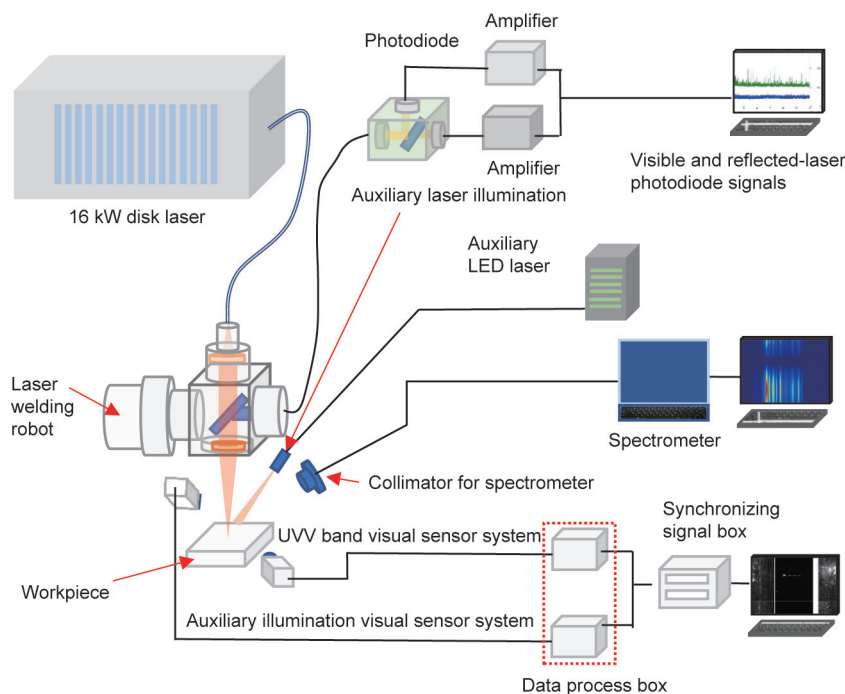 Amplifier
Photodiode
Amplifier
Visible and reflected-laser
photodiode signals
16 kW disk laser
Auxiliary laser illumination
Auxiliary
LED laser
Laser
welding
robot
Spectrometer
Collimator for spectrometer
Synchronizing
signal box
UVV band visual sensor system
Workpiece
Auxiliary illumination visual sensor system
Data process box